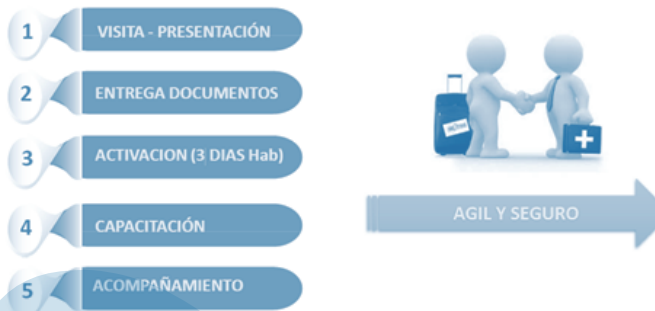 1 VISITA - PRESENTACIÓN
2 ENTREGA DOCUMENTOS
3 ACTIVACION (3 DIAS Hab)
4 CAPACITACIÓN
5 ACOMPAÑAMIENTO
AGIL Y SEGURO